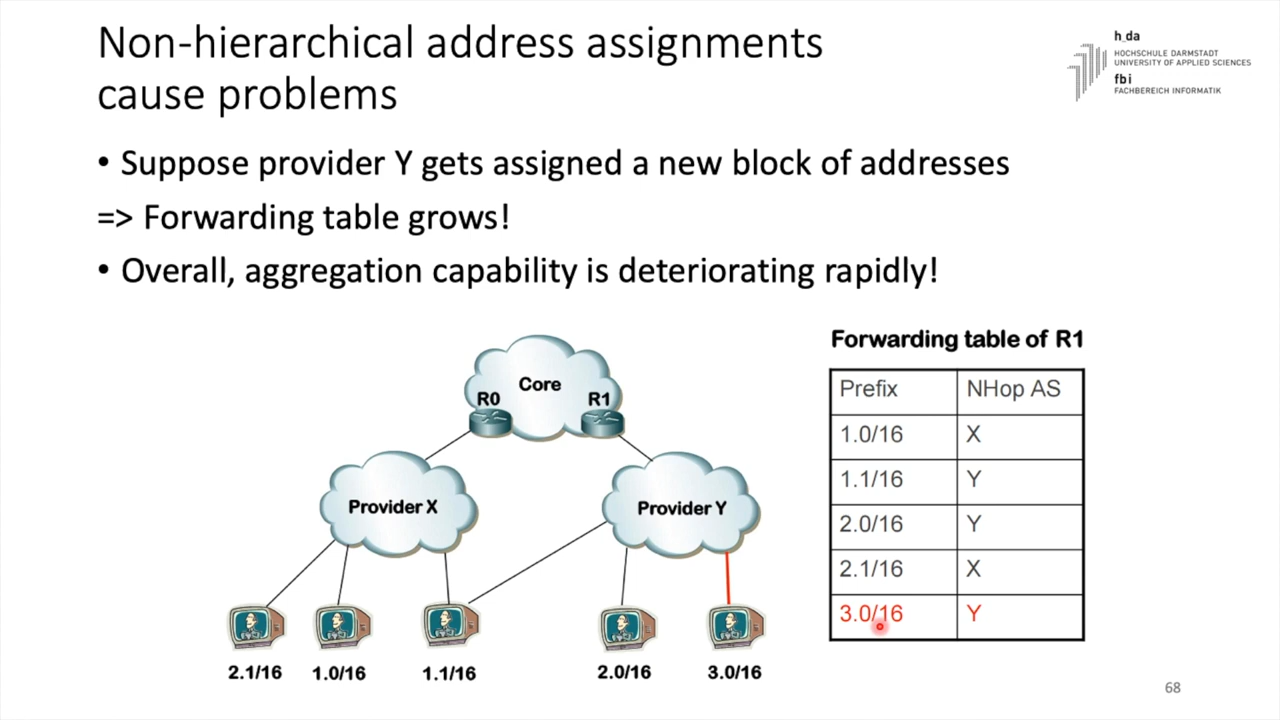 Non-hierarchical address assignments
cause problems
h_da
HOCHSCHULE DARMSTADT
UNIVERSITY OF APPLIED SCIENCES
fbi
FACHBEREICH INFORMATIK
• Suppose provider Y gets assigned a new block of addresses
=> Forwarding table grows!
• Overall, aggregation capability is deteriorating rapidly!
Core
R0
R1
Provider X
Provider Y
2.1/16
1.0/16
1.1/16
2.0/16
3.0/16
Forwarding table of R1
Prefix NHop AS
1.0/16 X
1.1/16 Y
2.0/16 Y
2.1/16 X
3.0/16 Y
68